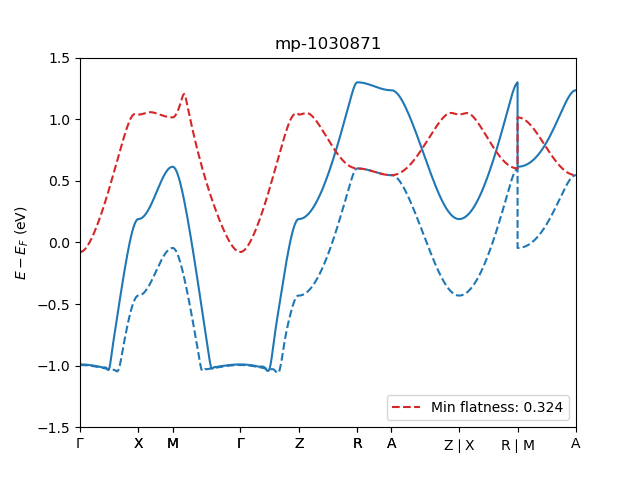 mp-1030871
1.5
1.0
0.5
0.0
−0.5
−1.0
−1.5
E − E_F (eV)
Min flatness: 0.324
Γ X M Γ Z R A Z | X R | M A